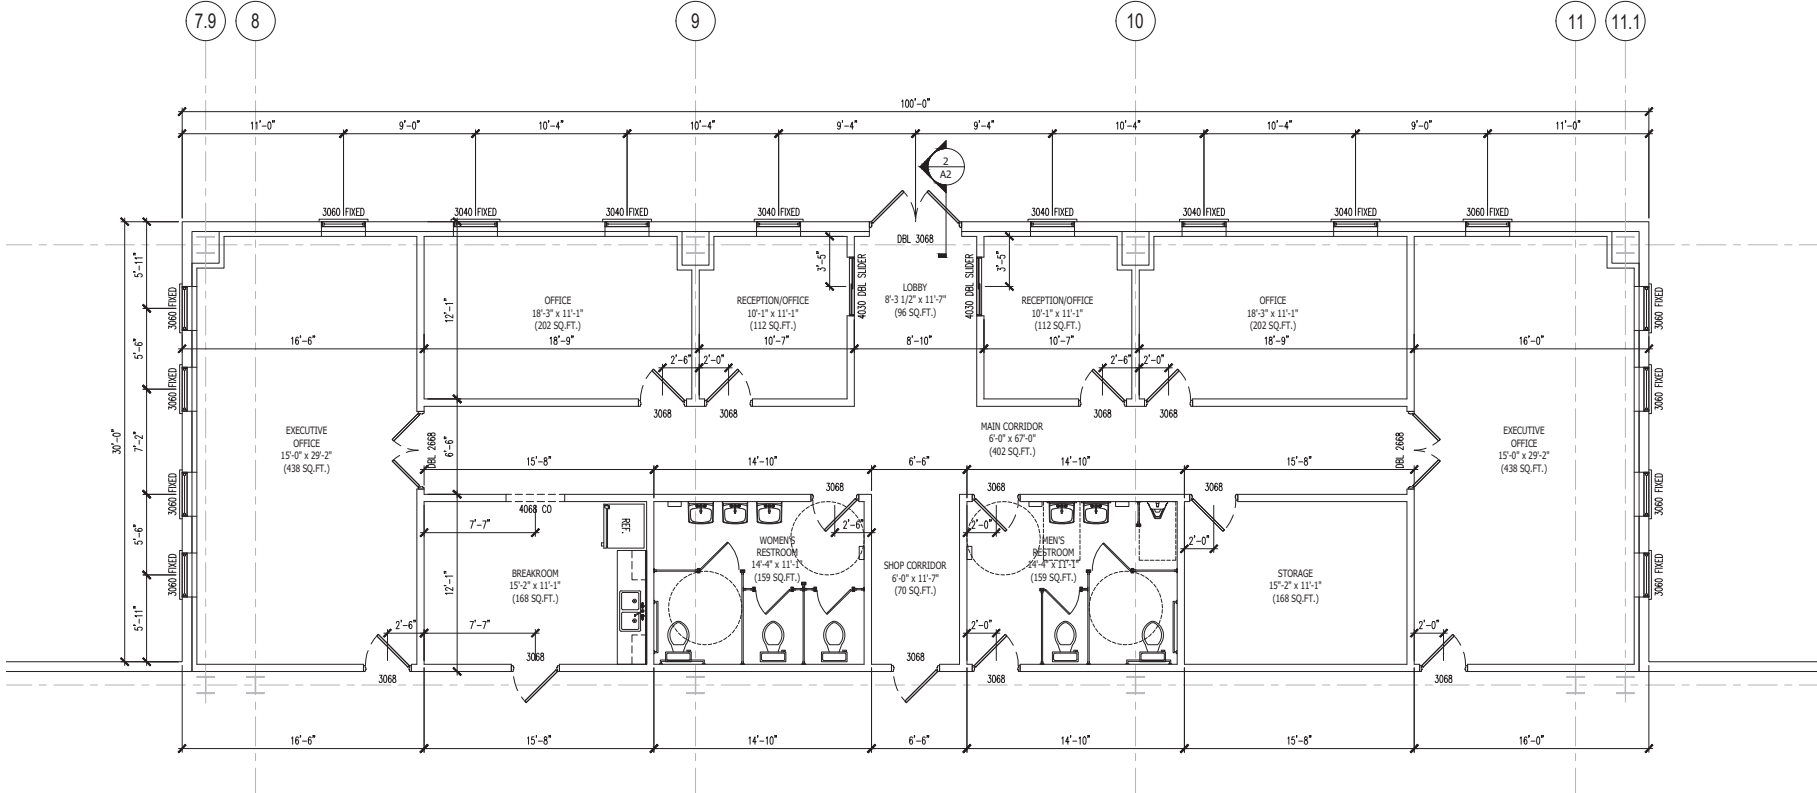 7.9 8 9 10 11 11.1
100'-0"
11'-0" 9'-0" 10'-4" 10'-4" 9'-4" 9'-4" 10'-4" 10'-4" 9'-0" 11'-0"
2
A2
3060 FIXED 3040 FIXED 3040 FIXED 3040 FIXED 3040 FIXED 3040 FIXED 3040 FIXED 3060 FIXED
DBL 3068
5'-11"
5'-6"
7'-2"
5'-6"
5'-11"
30'-0"
3060 FIXED
3060 FIXED
3060 FIXED
3060 FIXED
3'-5"
4030 DBL SLIDER
4030 DBL SLIDER
3'-5"
12'-1"
OFFICE
18'-3" x 11'-1"
(202 SQ.FT.)
RECEPTION/OFFICE
10'-1" x 11'-1"
(112 SQ.FT.)
LOBBY
8'-3 1/2" x 11'-7"
(96 SQ.FT.)
RECEPTION/OFFICE
10'-1" x 11'-1"
(112 SQ.FT.)
OFFICE
18'-3" x 11'-1"
(202 SQ.FT.)
3060 FIXED
3060 FIXED
3060 FIXED
3060 FIXED
16'-6" 18'-9" 10'-7" 8'-10" 10'-7" 18'-9" 16'-0"
2'-6" 2'-0" 2'-6" 2'-0"
3068 3068 3068 3068
EXECUTIVE
OFFICE
15'-0" x 29'-2"
(438 SQ.FT.)
DBL 2668
6'-6"
MAIN CORRIDOR
6'-0" x 67'-0"
(402 SQ.FT.)
DBL 2668
EXECUTIVE
OFFICE
15'-0" x 29'-2"
(438 SQ.FT.)
15'-8" 14'-10" 6'-6" 14'-10" 15'-8"
3068 3068 3068
4068 CO
7'-7"
REF.
2'-6" 2'-0" 2'-0"
12'-1"
BREAKROOM
15'-2" x 11'-1"
(168 SQ.FT.)
WOMEN'S
RESTROOM
14'-4" x 11'-1"
(159 SQ.FT.)
SHOP CORRIDOR
6'-0" x 11'-7"
(70 SQ.FT.)
MEN'S
RESTROOM
14'-4" x 11'-1"
(159 SQ.FT.)
STORAGE
15"-2" x 11'-1"
(168 SQ.FT.)
2'-6" 7'-7" 2'-0" 2'-0"
3068 3068 3068 3068 3068
16'-6" 15'-8" 14'-10" 6'-6" 14'-10" 15'-8" 16'-0"